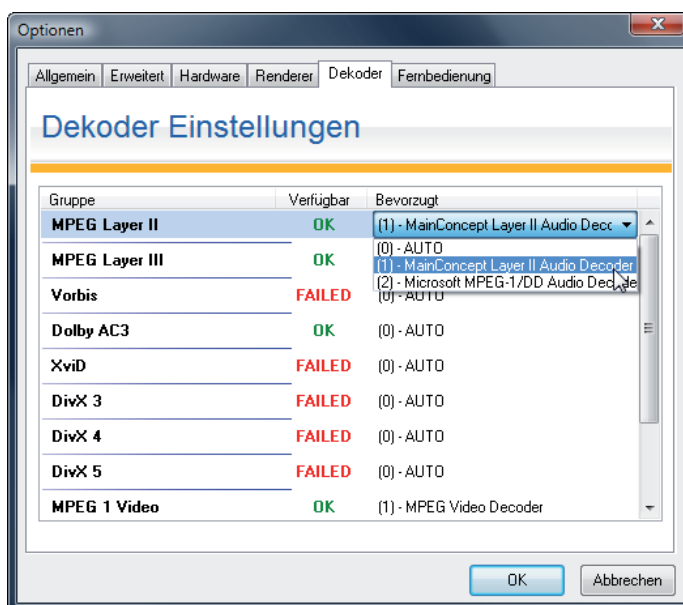 Optionen
Allgemein Erweitert Hardware Renderer Dekoder Fernbedienung
Dekoder Einstellungen
Gruppe Verfügbar Bevorzugt
MPEG Layer II OK (1) - MainConcept Layer II Audio Decc
(0) - AUTO
MPEG Layer III OK (1) - MainConcept Layer II Audio Decoder
(2) - Microsoft MPEG-1/DD Audio Decode
Vorbis FAILED (0) - AUTO
Dolby AC3 OK (0) - AUTO
XviD FAILED (0) - AUTO
DivX 3 FAILED (0) - AUTO
DivX 4 FAILED (0) - AUTO
DivX 5 FAILED (0) - AUTO
MPEG 1 Video OK (1) - MPEG Video Decoder
OK Abbrechen